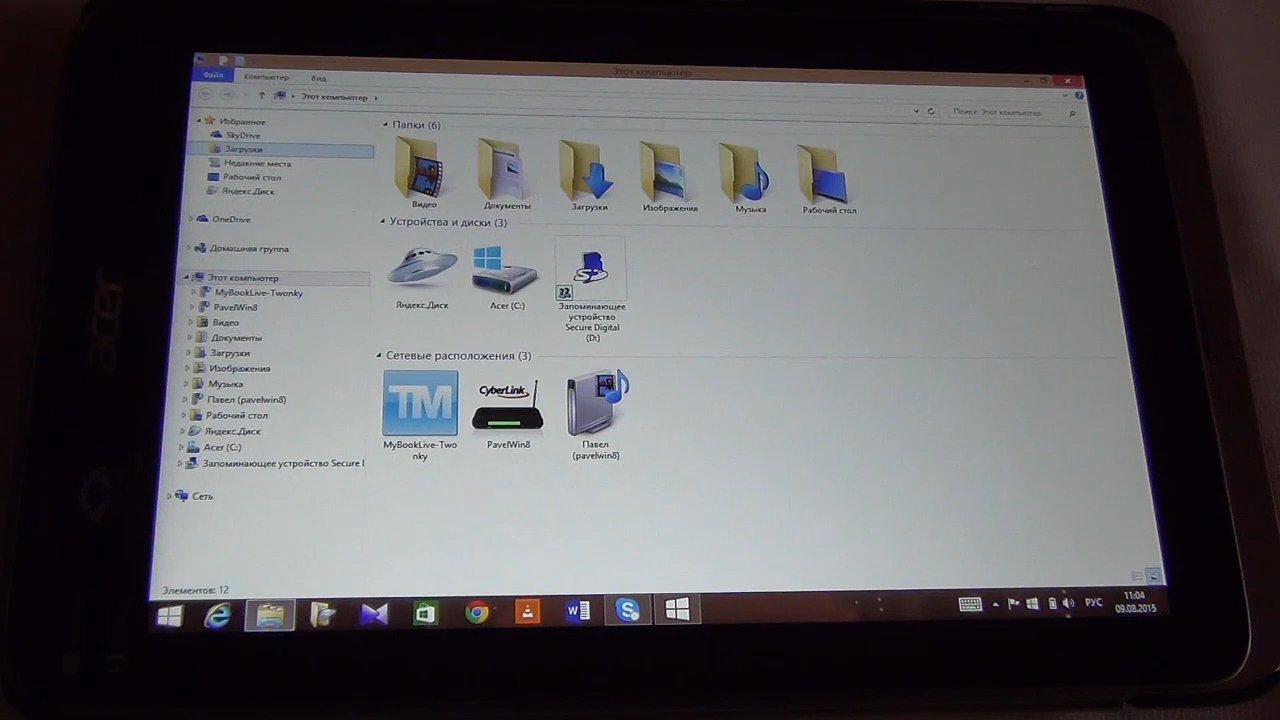 Этот компьютер
Файл Компьютер Вид
Этот компьютер
Поиск: Этот компьютер
Избранное
SkyDrive
Загрузки
Недавние места
Рабочий стол
Яндекс.Диск
OneDrive
Домашняя группа
Этот компьютер
MyBookLive-Twonky
PavelWin8
Видео
Документы
Загрузки
Изображения
Музыка
Павел (pavelwin8)
Рабочий стол
Яндекс.Диск
Acer (C:)
Запоминающее устройство Secure I
Сеть
Папки (6)
Видео
Документы
Загрузки
Изображения
Музыка
Рабочий стол
Устройства и диски (3)
Яндекс.Диск
Acer (C:)
Запоминающее
устройство
Secure Digital
(D:)
Сетевые расположения (3)
TM
MyBookLive-Two
nky
CyberLink
PavelWin8
Павел
(pavelwin8)
Элементов: 12
РУС
11:04
09.08.2015
acer